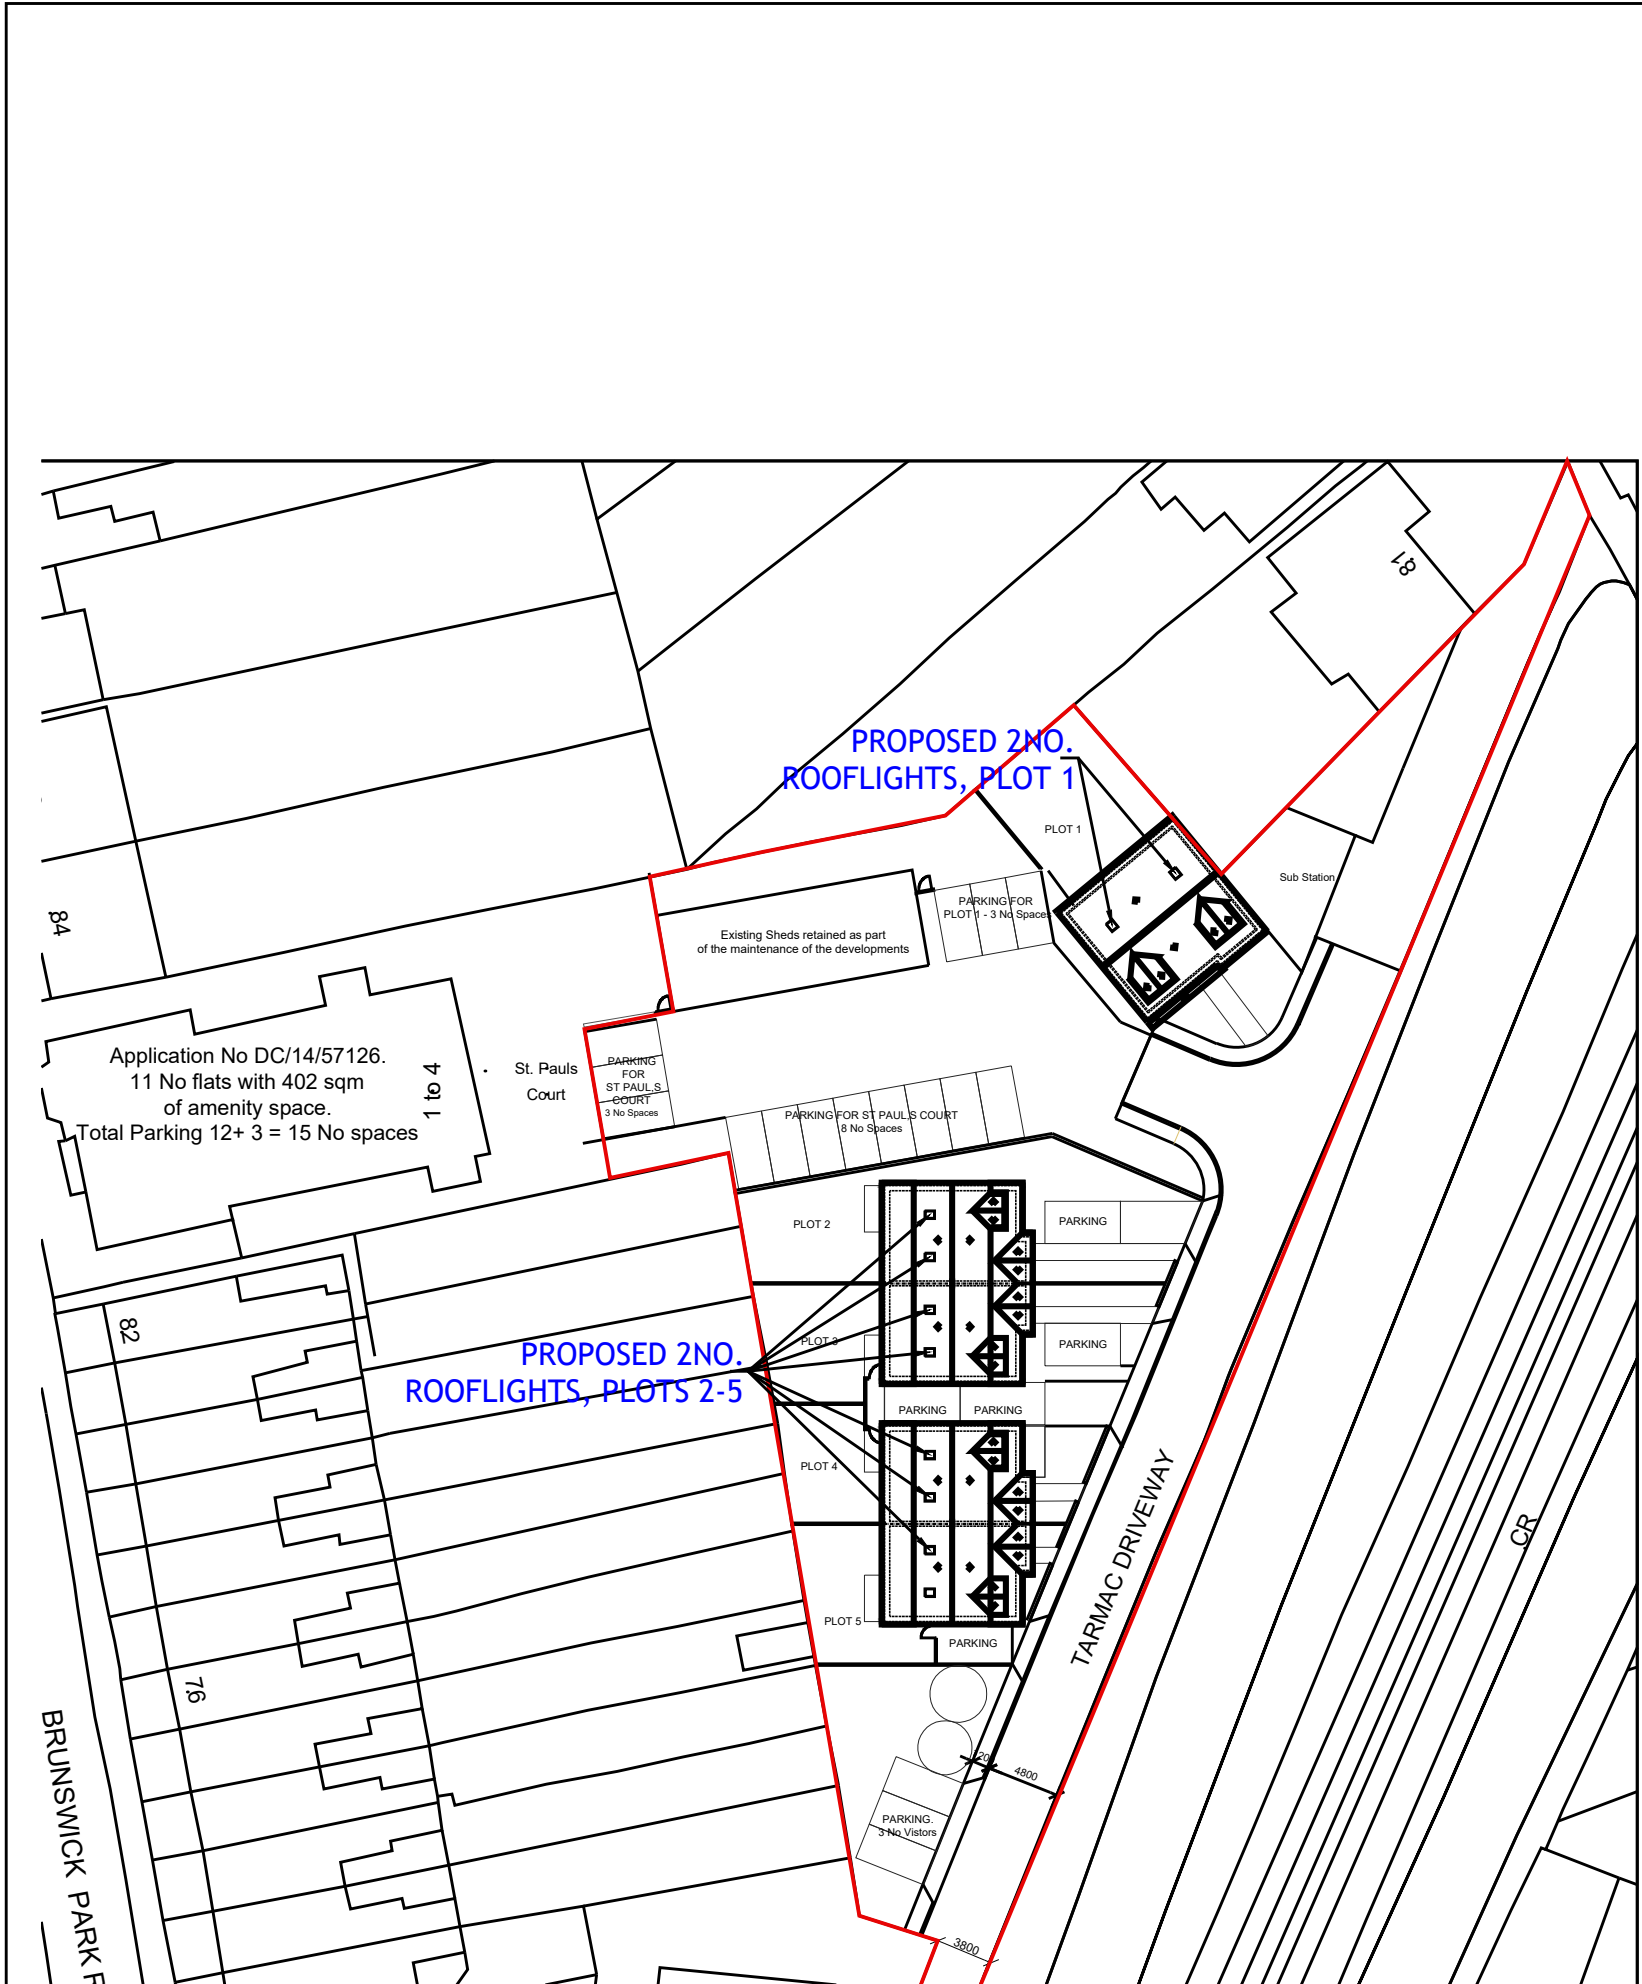 81
PROPOSED 2NO.
ROOFLIGHTS, PLOT 1
PLOT 1
Sub Station
PARKING FOR
PLOT 1 - 3 No Spaces
Existing Sheds retained as part
of the maintenance of the developments
84
Application No DC/14/57126.
11 No flats with 402 sqm
of amenity space.
Total Parking 12+ 3 = 15 No spaces
1 to 4
St. Pauls
Court
PARKING
FOR
ST PAUL,S
COURT
3 No Spaces
PARKING FOR ST PAUL,S COURT
8 No Spaces
PLOT 2
PARKING
82
PLOT 3
PARKING
PROPOSED 2NO.
ROOFLIGHTS, PLOTS 2-5
PARKING
PARKING
PLOT 4
TARMAC DRIVEWAY
CR
PLOT 5
PARKING
76
BRUNSWICK PARK
4800
PARKING.
3 No Vistors
3800